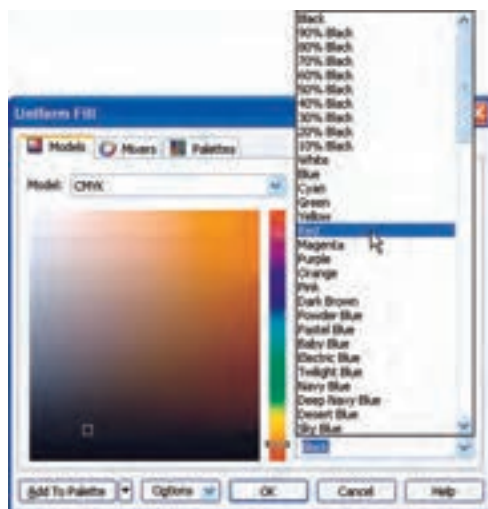 Black
90% Black
80% Black
70% Black
60% Black
50% Black
40% Black
30% Black
20% Black
10% Black
White
Blue
Cyan
Green
Yellow
Red
Magenta
Purple
Orange
Pink
Dark Brown
Powder Blue
Pastel Blue
Baby Blue
Electric Blue
Twilight Blue
Navy Blue
Deep Navy Blue
Desert Blue
Sky Blue
Uniform Fill
Models Mixers Palettes
Model: CMYK
Black
Add To Palette Options OK Cancel Help